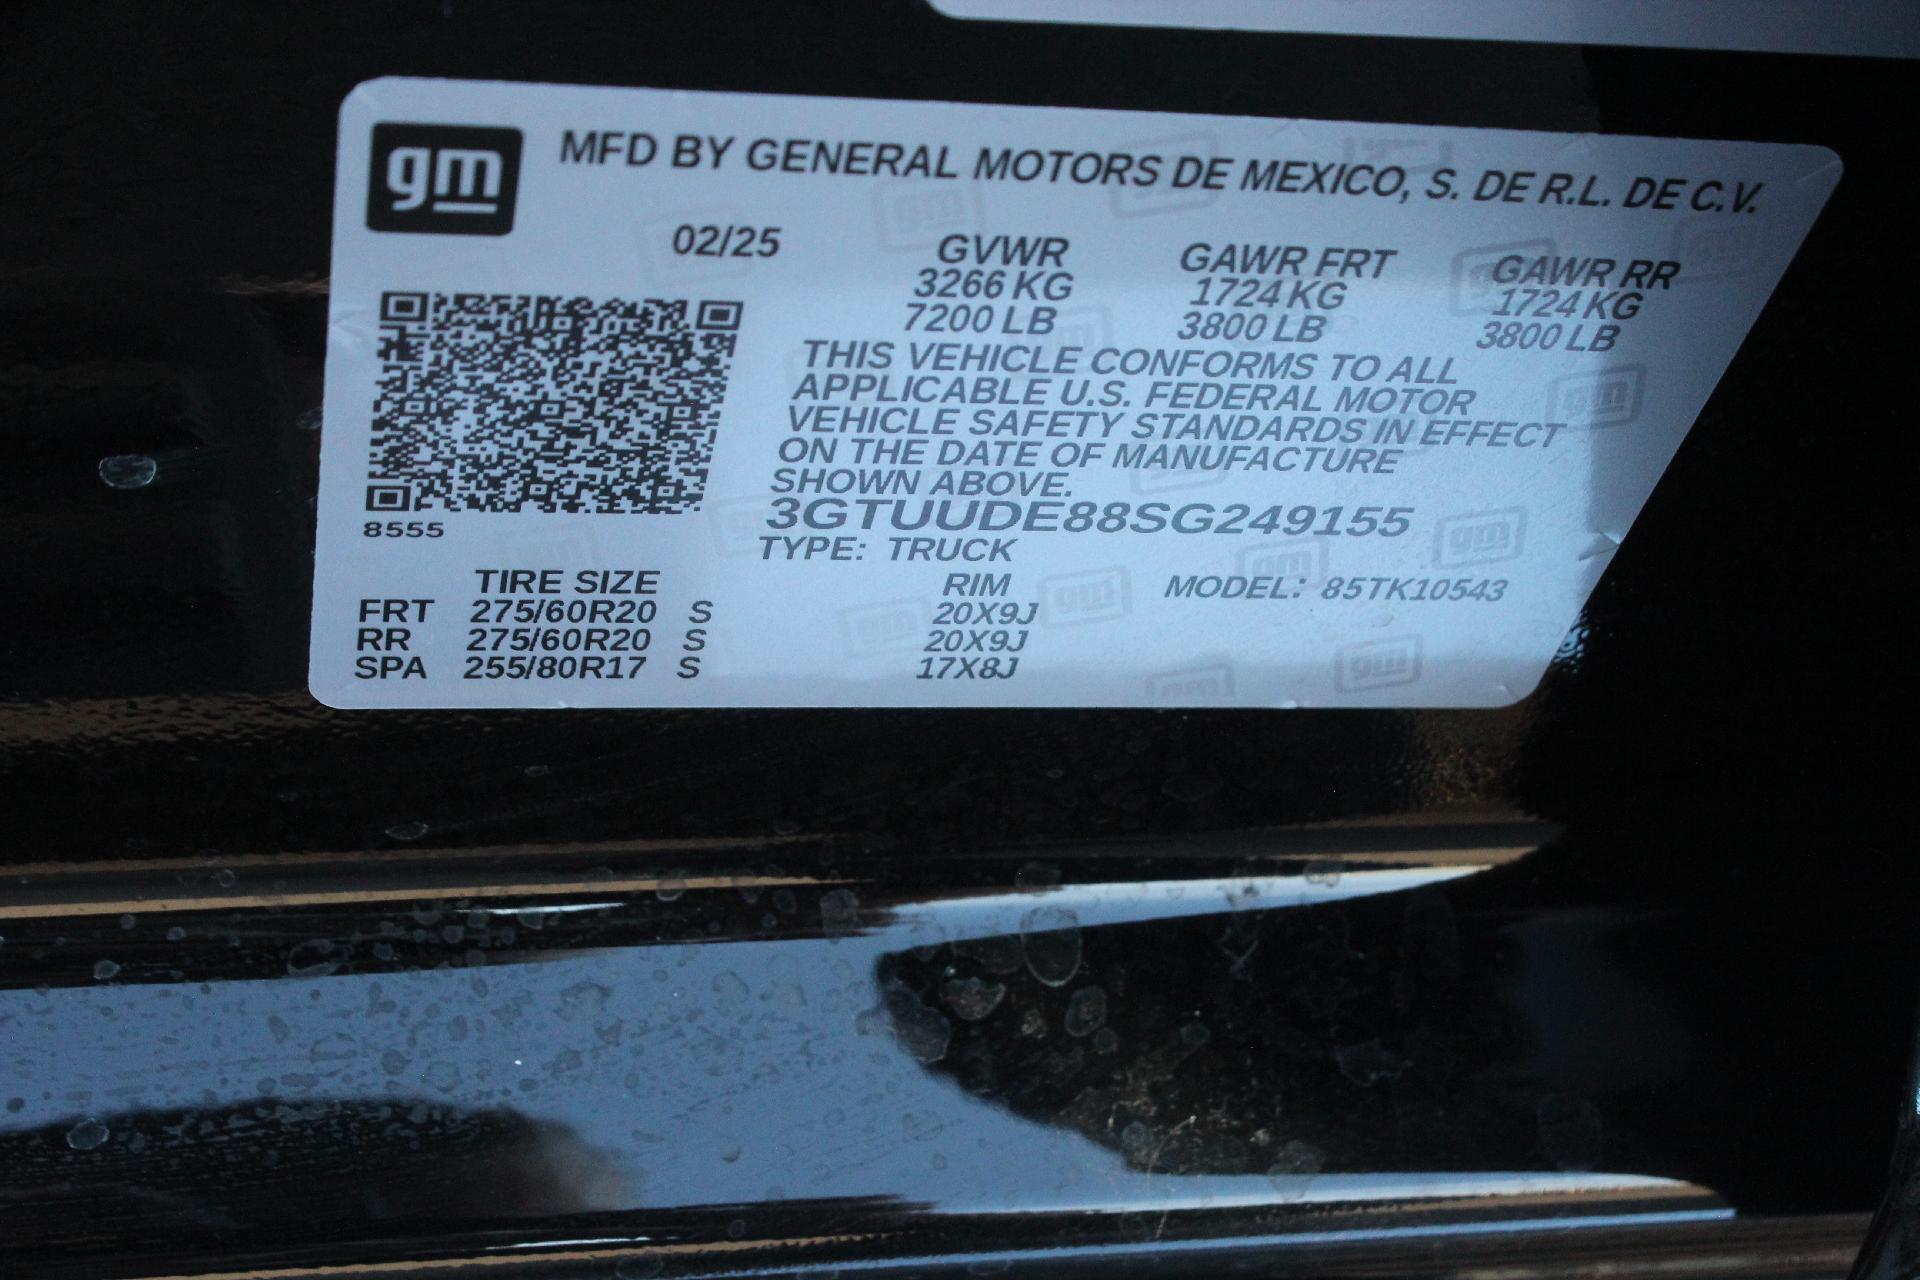 gm
MFD BY GENERAL MOTORS DE MEXICO, S. DE R.L. DE C.V.
02/25 GVWR GAWR FRT GAWR RR
3266 KG 1724 KG 1724 KG
7200 LB 3800 LB 3800 LB
THIS VEHICLE CONFORMS TO ALL
APPLICABLE U.S. FEDERAL MOTOR
VEHICLE SAFETY STANDARDS IN EFFECT
ON THE DATE OF MANUFACTURE
SHOWN ABOVE.
8555
3GTUUDE88SG249155
TYPE: TRUCK
TIRE SIZE RIM MODEL: 85TK10543
FRT 275/60R20 S 20X9J
RR 275/60R20 S 20X9J
SPA 255/80R17 S 17X8J